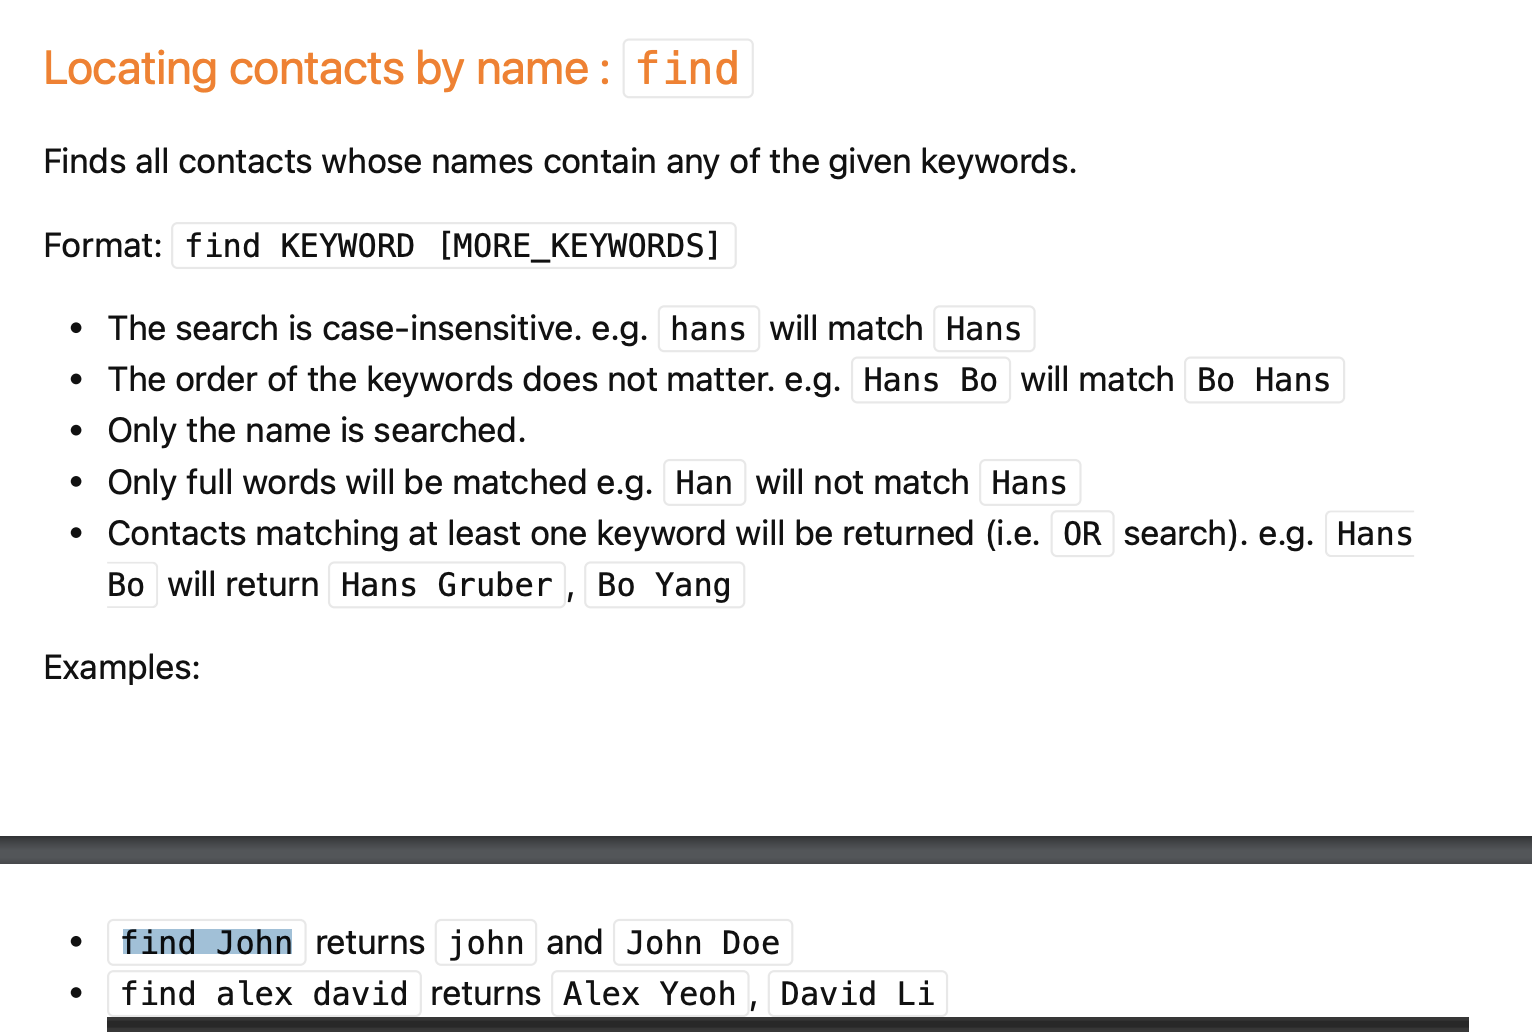 Locating contacts by name : find
Finds all contacts whose names contain any of the given keywords.
Format: find KEYWORD [MORE_KEYWORDS]
• The search is case-insensitive. e.g. hans will match Hans
• The order of the keywords does not matter. e.g. Hans Bo will match Bo Hans
• Only the name is searched.
• Only full words will be matched e.g. Han will not match Hans
• Contacts matching at least one keyword will be returned (i.e. OR search). e.g. Hans
Bo will return Hans Gruber, Bo Yang
Examples:
• find John returns john and John Doe
• find alex david returns Alex Yeoh, David Li